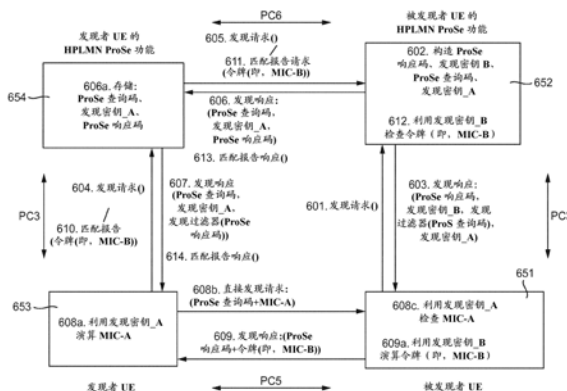 PC6
发现者 UE 的
HPLMN ProSe 功能
被发现者 UE 的
HPLMN ProSe 功能
605. 发现请求()
611. 匹配报告请求
(令牌(即、MIC-B))
654
606a. 存储:
ProSe 查询码、
发现密钥_A、
ProSe 响应码
606. 发现响应:
(ProSe 查询码、
发现密钥_A、
ProSe 响应码)
613. 匹配报告响应()
602. 构造 ProSe
响应码、发现密钥 B、
ProSe 查询码、
发现密钥_A
612. 利用发现密钥_B
检查令牌（即、MIC-B）
652
PC3
604. 发现请求()
610. 匹配报告
(令牌(即、MIC-B))
607. 发现响应
(ProSe 查询码、
发现密钥_A、
发现过滤器(ProSe
响应码))
614. 匹配报告响应()
601. 发现请求()
603. 发现响应:
(ProSe 响应码、
发现密钥_B、发现
过滤器(ProS 查询码)、
发现密钥_A)
PC3
653
608a. 利用发现密钥_A
演算 MIC-A
608b. 直接发现请求:
(ProSe 查询码+MIC-A)
609. 发现响应:(ProSe
响应码+令牌(即、MIC-B))
651
608c. 利用发现密钥_A
检查 MIC-A
609a. 利用发现密钥_B
演算令牌（即、MIC-B）
发现者 UE
PC5
被发现者 UE